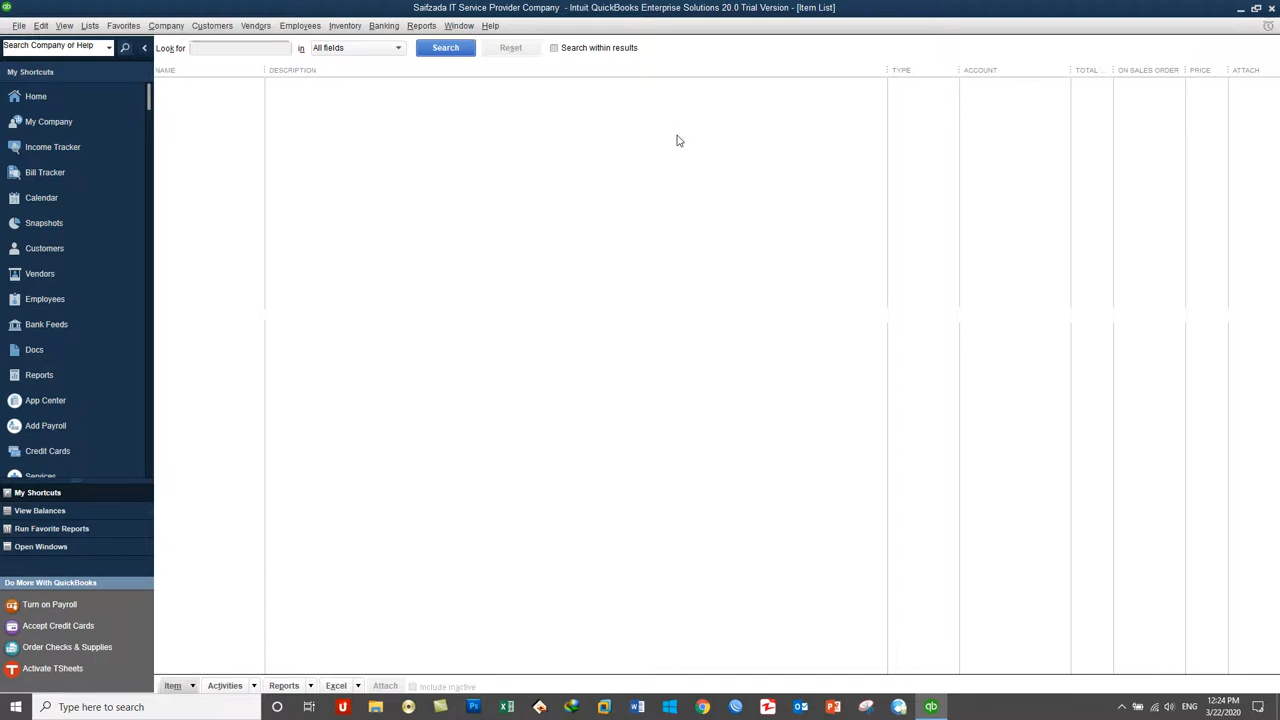 Saifzada IT Sevice Provider Company - Intuit QuickBooks Enterprise Solutions 20.0 Trial Version - [Item List]
File Edit View Lists Favorites Company Customers Vendors Employees Inventory Banking Reports Window Help
Search Company or Help
Look for in All fields Search Reset Search within results
NAME DESCRIPTION TYPE ACCOUNT TOTAL ... ON SALES ORDER PRICE ATTACH
My Shortcuts
Home
My Company
Income Tracker
Bill Tracker
Calendar
Snapshots
Customers
Vendors
Employees
Bank Feeds
Docs
Reports
App Center
Add Payroll
Credit Cards
Services
My Shortcuts
View Balances
Run Favorite Reports
Open Windows
Do More With QuickBooks
Turn on Payroll
Accept Credit Cards
Order Checks & Supplies
Activate TSheets
Item Activities Reports Excel Attach Include inactive
Type here to search
12:24 PM
3/22/2020